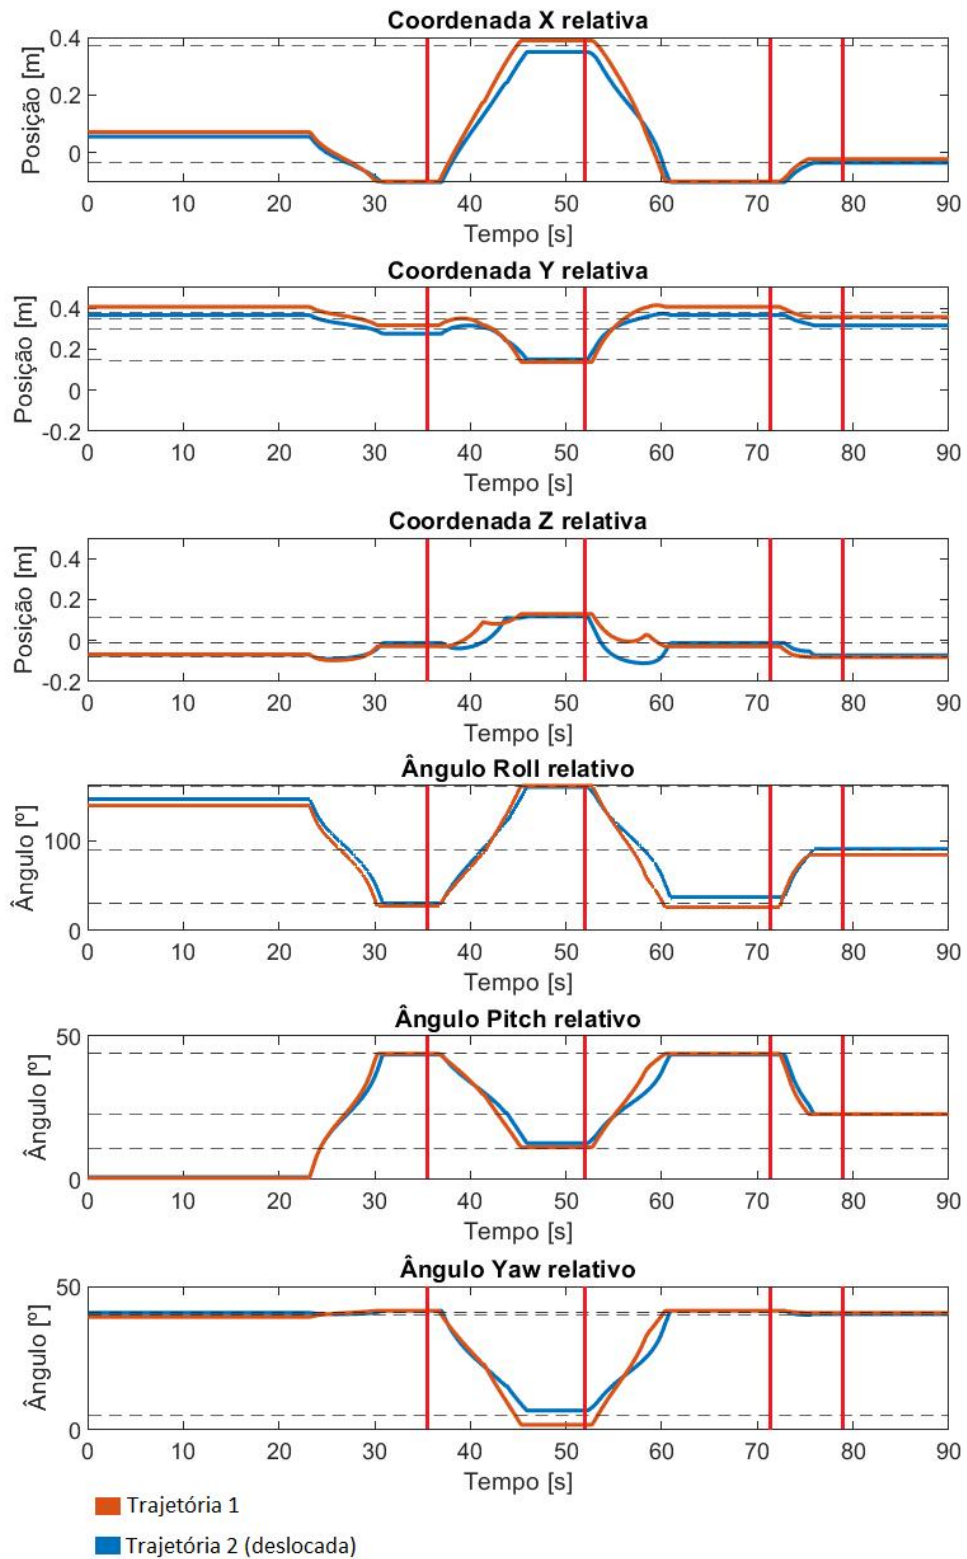 Coordenada X relativa
Posição [m]
0.4
0.2
0
0 10 20 30 40 50 60 70 80 90
Tempo [s]
Coordenada Y relativa
Posição [m]
0.4
0.2
0
-0.2
0 10 20 30 40 50 60 70 80 90
Tempo [s]
Coordenada Z relativa
Posição [m]
0.4
0.2
0
-0.2
0 10 20 30 40 50 60 70 80 90
Tempo [s]
Ângulo Roll relativo
Ângulo [º]
100
0
0 10 20 30 40 50 60 70 80 90
Tempo [s]
Ângulo Pitch relativo
Ângulo [º]
50
0
0 10 20 30 40 50 60 70 80 90
Tempo [s]
Ângulo Yaw relativo
Ângulo [º]
50
0
0 10 20 30 40 50 60 70 80 90
Tempo [s]
Trajetória 1
Trajetória 2 (deslocada)